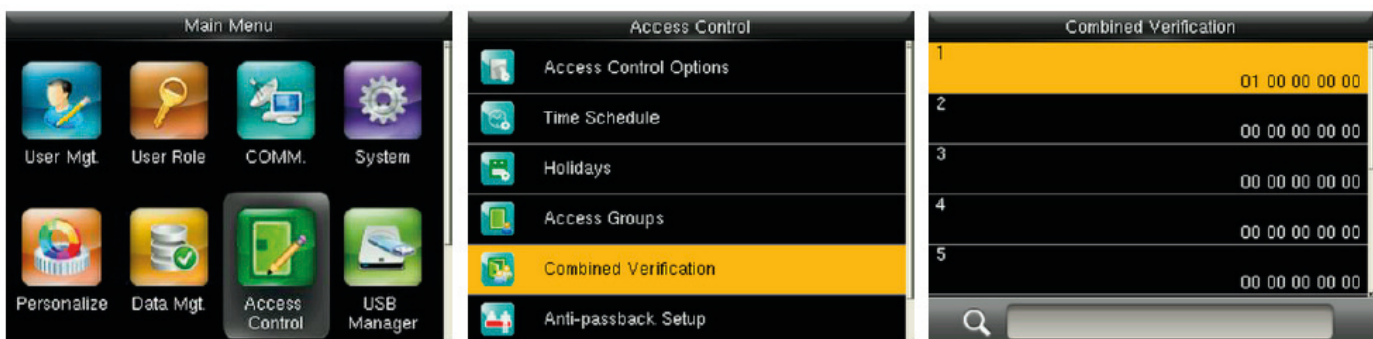 Main Menu
User Mgt.
User Role
COMM.
System
Personalize
Data Mgt.
Access
Control
USB
Manager
Access Control
Access Control Options
Time Schedule
Holidays
Access Groups
Combined Verification
Anti-passback Setup
Combined Verification
1
01 00 00 00 00
2
00 00 00 00 00
3
00 00 00 00 00
4
00 00 00 00 00
5
00 00 00 00 00